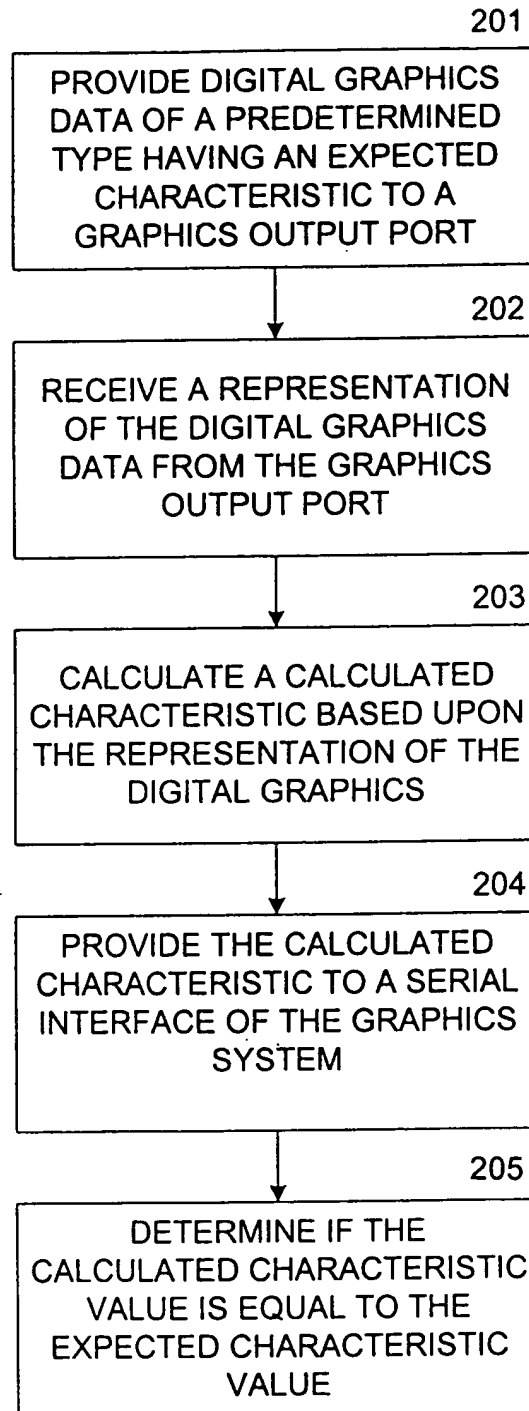 201
PROVIDE DIGITAL GRAPHICS
DATA OF A PREDETERMINED
TYPE HAVING AN EXPECTED
CHARACTERISTIC TO A
GRAPHICS OUTPUT PORT
202
RECEIVE A REPRESENTATION
OF THE DIGITAL GRAPHICS
DATA FROM THE GRAPHICS
OUTPUT PORT
203
CALCULATE A CALCULATED
CHARACTERISTIC BASED UPON
THE REPRESENTATION OF THE
DIGITAL GRAPHICS
204
PROVIDE THE CALCULATED
CHARACTERISTIC TO A SERIAL
INTERFACE OF THE GRAPHICS
SYSTEM
205
DETERMINE IF THE
CALCULATED CHARACTERISTIC
VALUE IS EQUAL TO THE
EXPECTED CHARACTERISTIC
VALUE